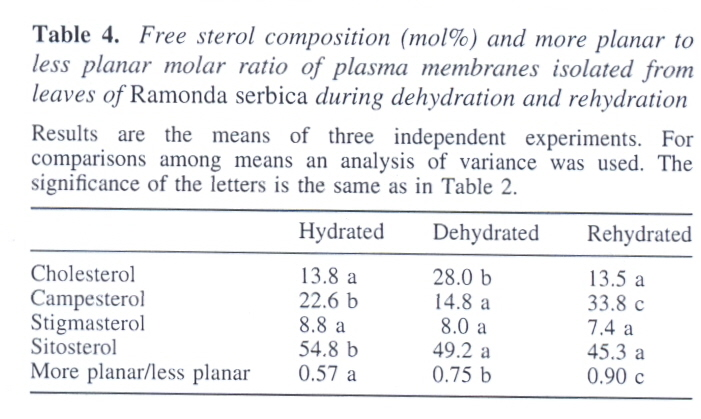 Table 4. Free sterol composition (mol%) and more planar to
less planar molar ratio of plasma membranes isolated from
leaves of Ramonda serbica during dehydration and rehydration
Results are the means of three independent experiments. For
comparisons among means an analysis of variance was used. The
significance of the letters is the same as in Table 2.
Hydrated Dehydrated Rehydrated
Cholesterol 13.8 a 28.0 b 13.5 a
Campesterol 22.6 b 14.8 a 33.8 c
Stigmasterol 8.8 a 8.0 a 7.4 a
Sitosterol 54.8 b 49.2 a 45.3 a
More planar/less planar 0.57 a 0.75 b 0.90 c